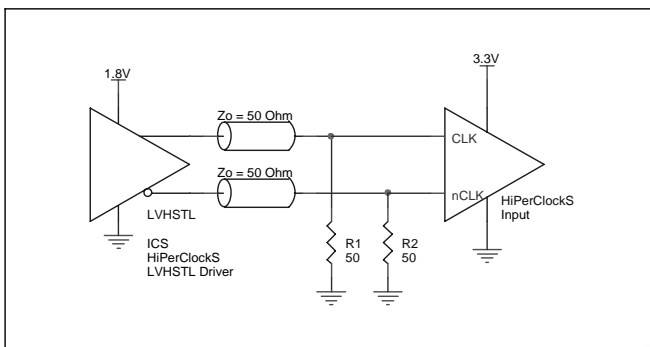 1.8V
3.3V
Zo = 50 Ohm
CLK
Zo = 50 Ohm
nCLK
LVHSTL
ICS
HiPerClockS
LVHSTL Driver
R1
50
R2
50
HiPerClockS
Input